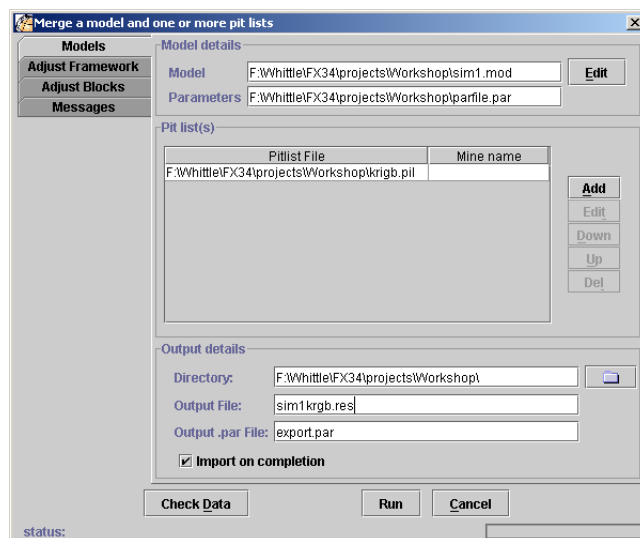 Merge a model and one or more pit lists
Models
Adjust Framework
Adjust Blocks
Messages
Model details
Model F:\Whittle\FX34\projects\Workshop\sim1.mod Edit
Parameters F:\Whittle\FX34\projects\Workshop\parfile.par
Pit list(s)
Pitlist File Mine name
F:\Whittle\FX34\projects\Workshop\krigb.pil
Add
Edit
Down
Up
Del
Output details
Directory: F:\Whittle\FX34\projects\Workshop\
Output File: sim1krgb.res
Output .par File: export.par
Import on completion
Check Data Run Cancel
status: